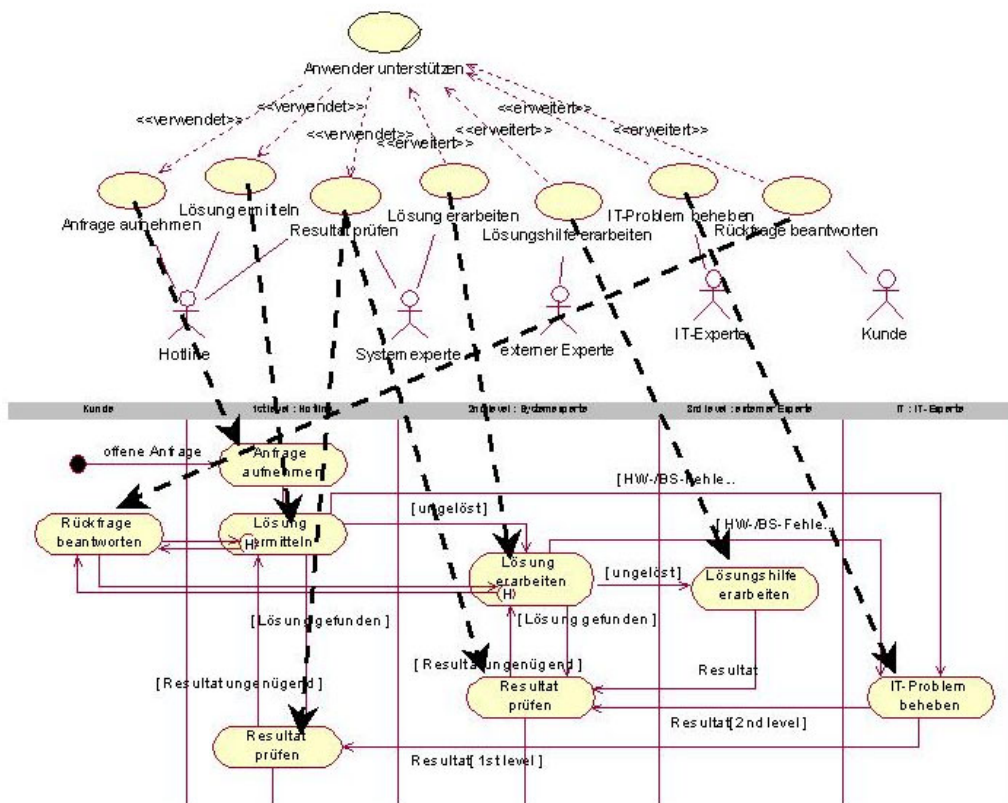 Anwender unterstützen
<<verwendet>>
<<verwendet>>
<<verwendet>>
<<erweitert>>
<<erweitert>>
<<erweitert>>
<<erweitert>>
Anfrage aufnehmen
Lösung ermitteln
Resultat prüfen
Lösung erarbeiten
Lösungshilfe erarbeiten
IT-Problem beheben
Rückfrage beantworten
Hotline
Systemexperte
externer Experte
IT-Experte
Kunde
Kunde
1st level : Hotline
2nd level : Systemexperte
3rd level : externer Experte
IT : IT-Experte
offene Anfrage
Anfrage
aufnehmen
[ HW-/BS-Fehle...
[ungelöst]
[ HW-/BS-Fehle...
Rückfrage
beantworten
Lösung
ermitteln
H
Lösung
erarbeiten
H
[ungelöst]
Lösungshilfe
erarbeiten
[ Lösung gefunden ]
[ Lösung gefunden ]
[ Resultat ungenügend ]
[ Resultat ungenügend ]
Resultat
Resultat
prüfen
IT-Problem
beheben
Resultat[ 2nd level ]
Resultat
prüfen
Resultat[ 1st level ]